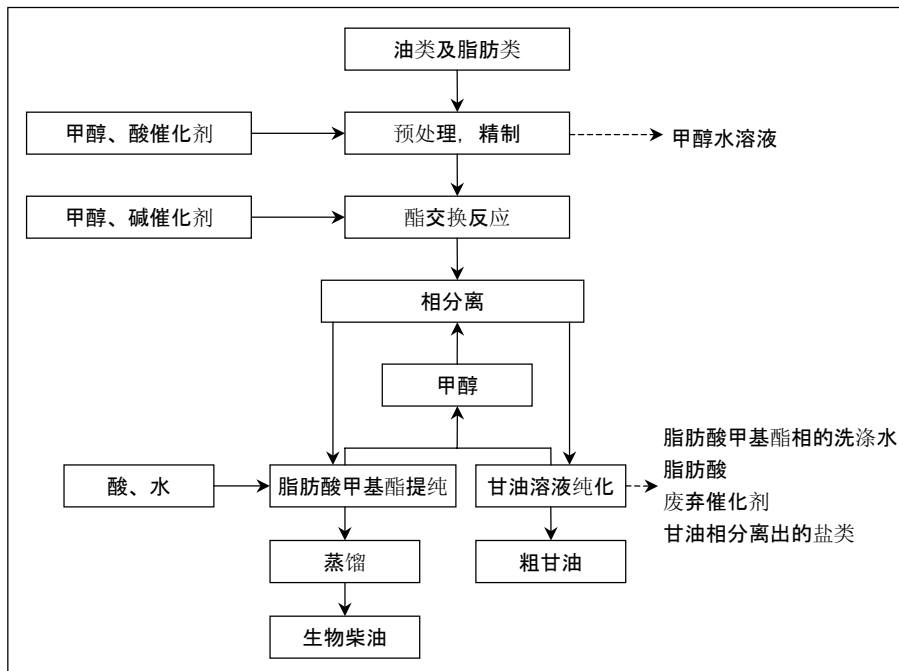 油类及脂肪类
甲醇、酸催化剂
预处理，精制
甲醇水溶液
甲醇、碱催化剂
酯交换反应
相分离
甲醇
酸、水
脂肪酸甲基酯提纯
甘油溶液纯化
脂肪酸甲基酯相的洗涤水
脂肪酸
废弃催化剂
甘油相分离出的盐类
蒸馏
粗甘油
生物柴油